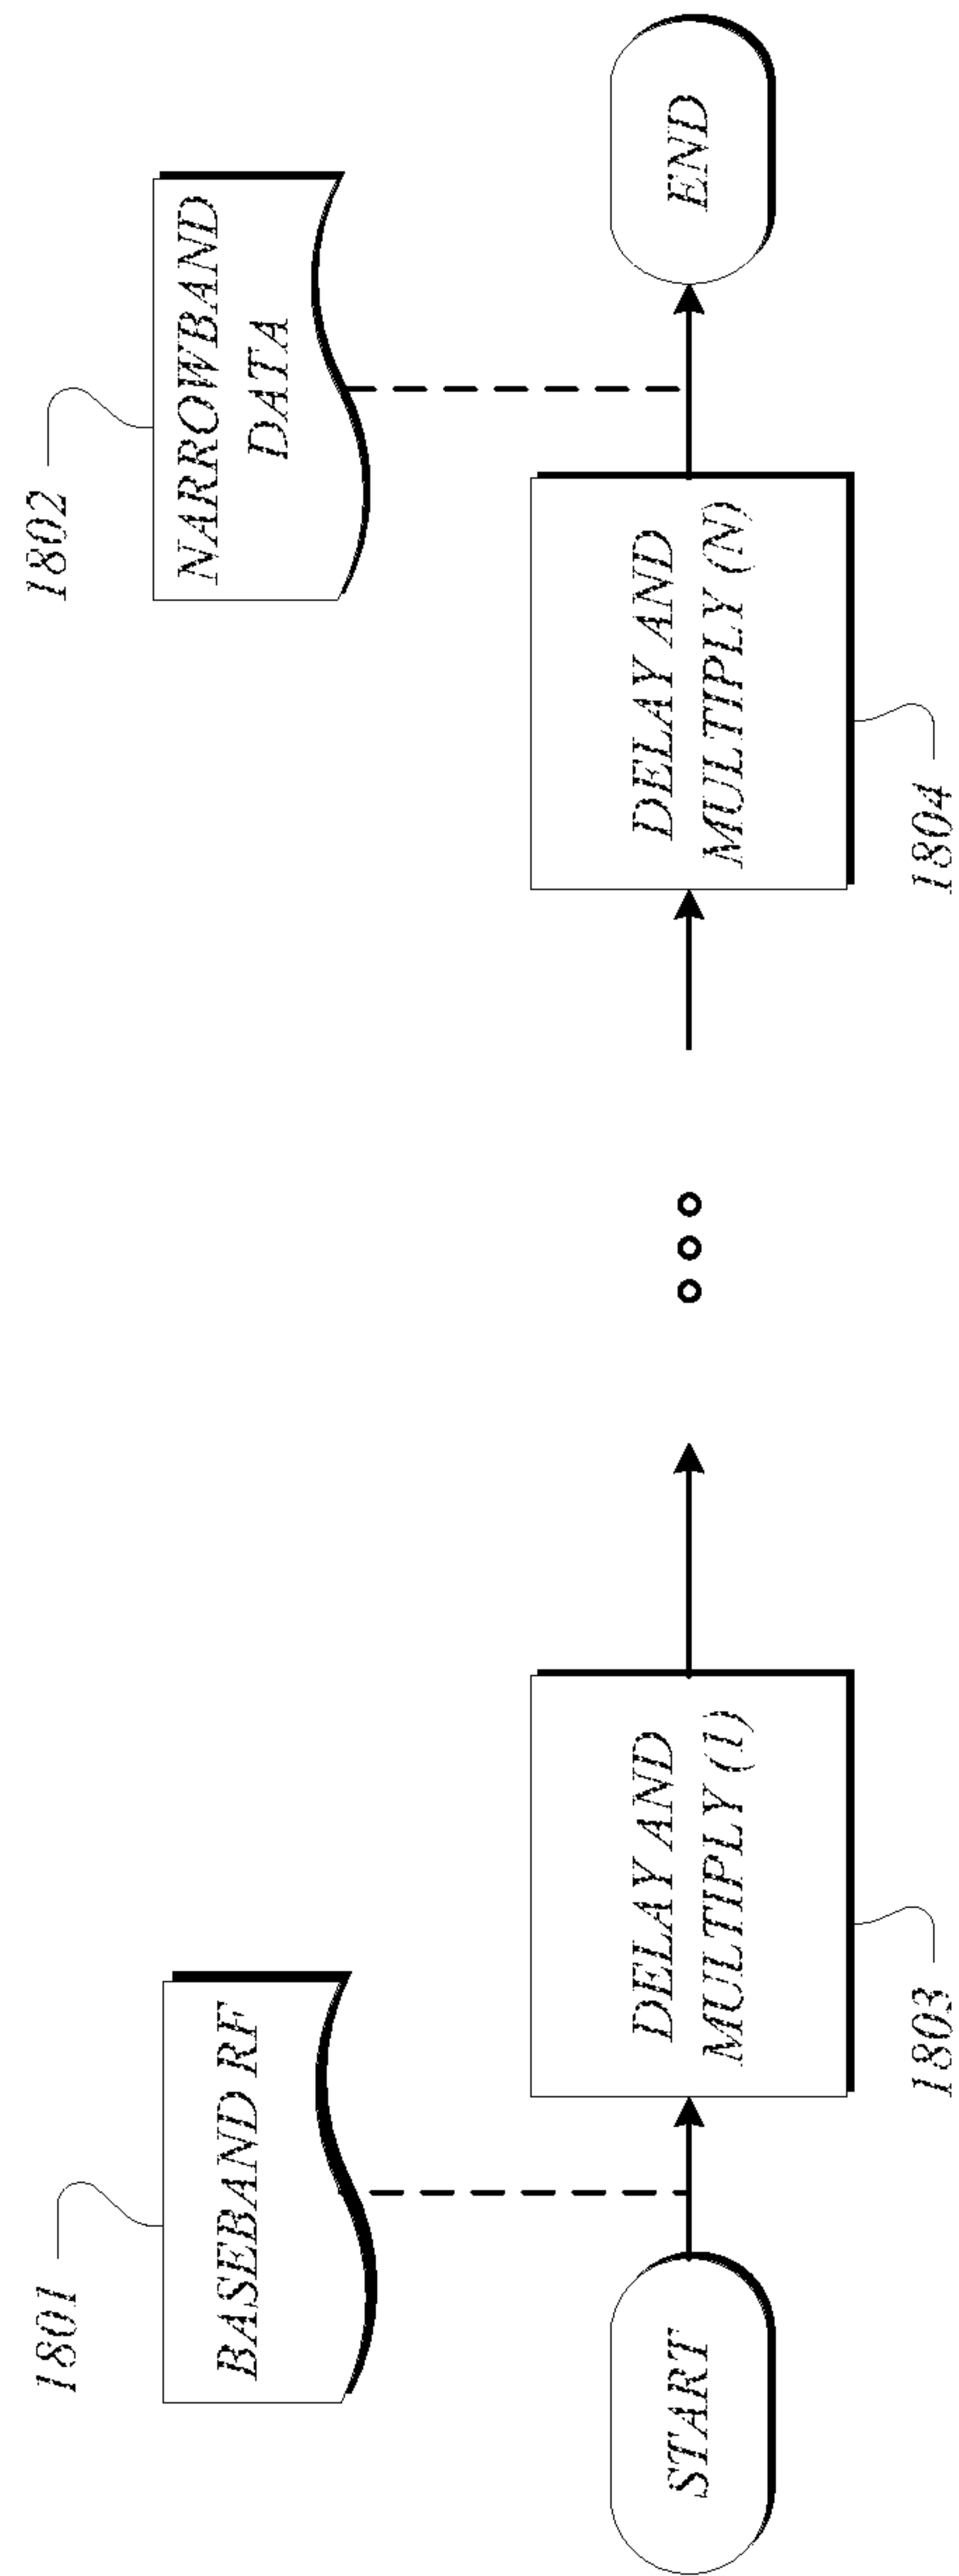 1801
1802
BASEBAND RF
NARROWBAND
DATA
START
DELAY AND
MULTIPLY (1)
DELAY AND
MULTIPLY (N)
END
1803
1804